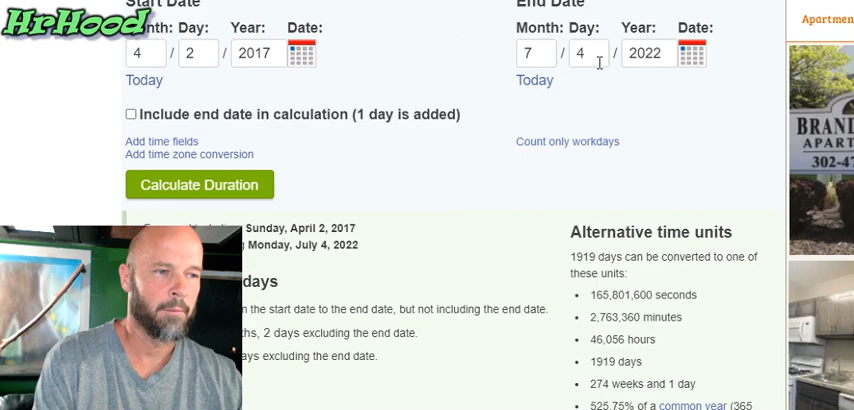 HrHood
Start Date
End Date
Month: Day: Year: Date:
Month: Day: Year: Date:
4 / 2 / 2017
7 / 4 / 2022
Today
Today
Include end date in calculation (1 day is added)
Add time fields
Count only workdays
Add time zone conversion
Calculate Duration
Sunday, April 2, 2017
Monday, July 4, 2022
days
the start date to the end date, but not including the end date.
2 days excluding the end date.
excluding the end date.
Alternative time units
1919 days can be converted to one of
these units:
• 165,801,600 seconds
• 2,763,360 minutes
• 46,056 hours
• 1919 days
• 274 weeks and 1 day
• 525.75% of a common year (365
Apartmen
BRAND
APART
302-47